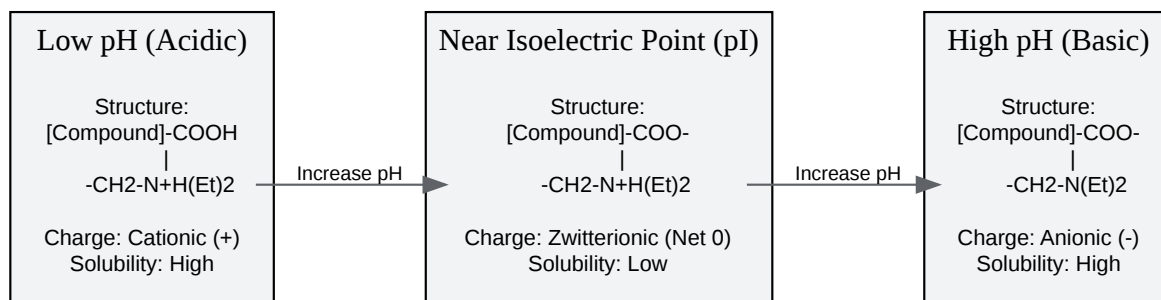 Low pH (Acidic)
Structure:
[Compound]-COOH
|
-CH2-N+H(Et)2
Charge: Cationic (+)
Solubility: High
Increase pH
Near Isoelectric Point (pI)
Structure:
[Compound]-COO-
|
-CH2-N+H(Et)2
Charge: Zwitterionic (Net 0)
Solubility: Low
Increase pH
High pH (Basic)
Structure:
[Compound]-COO-
|
-CH2-N(Et)2
Charge: Anionic (-)
Solubility: High